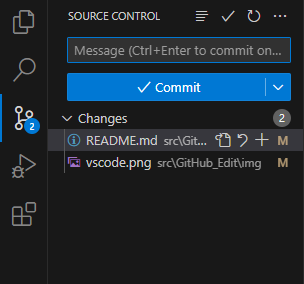 SOURCE CONTROL
Message (Ctrl+Enter to commit on...
Commit
2
Changes 2
README.md src\Git... M
vscode.png src\GitHub_Edit\img M